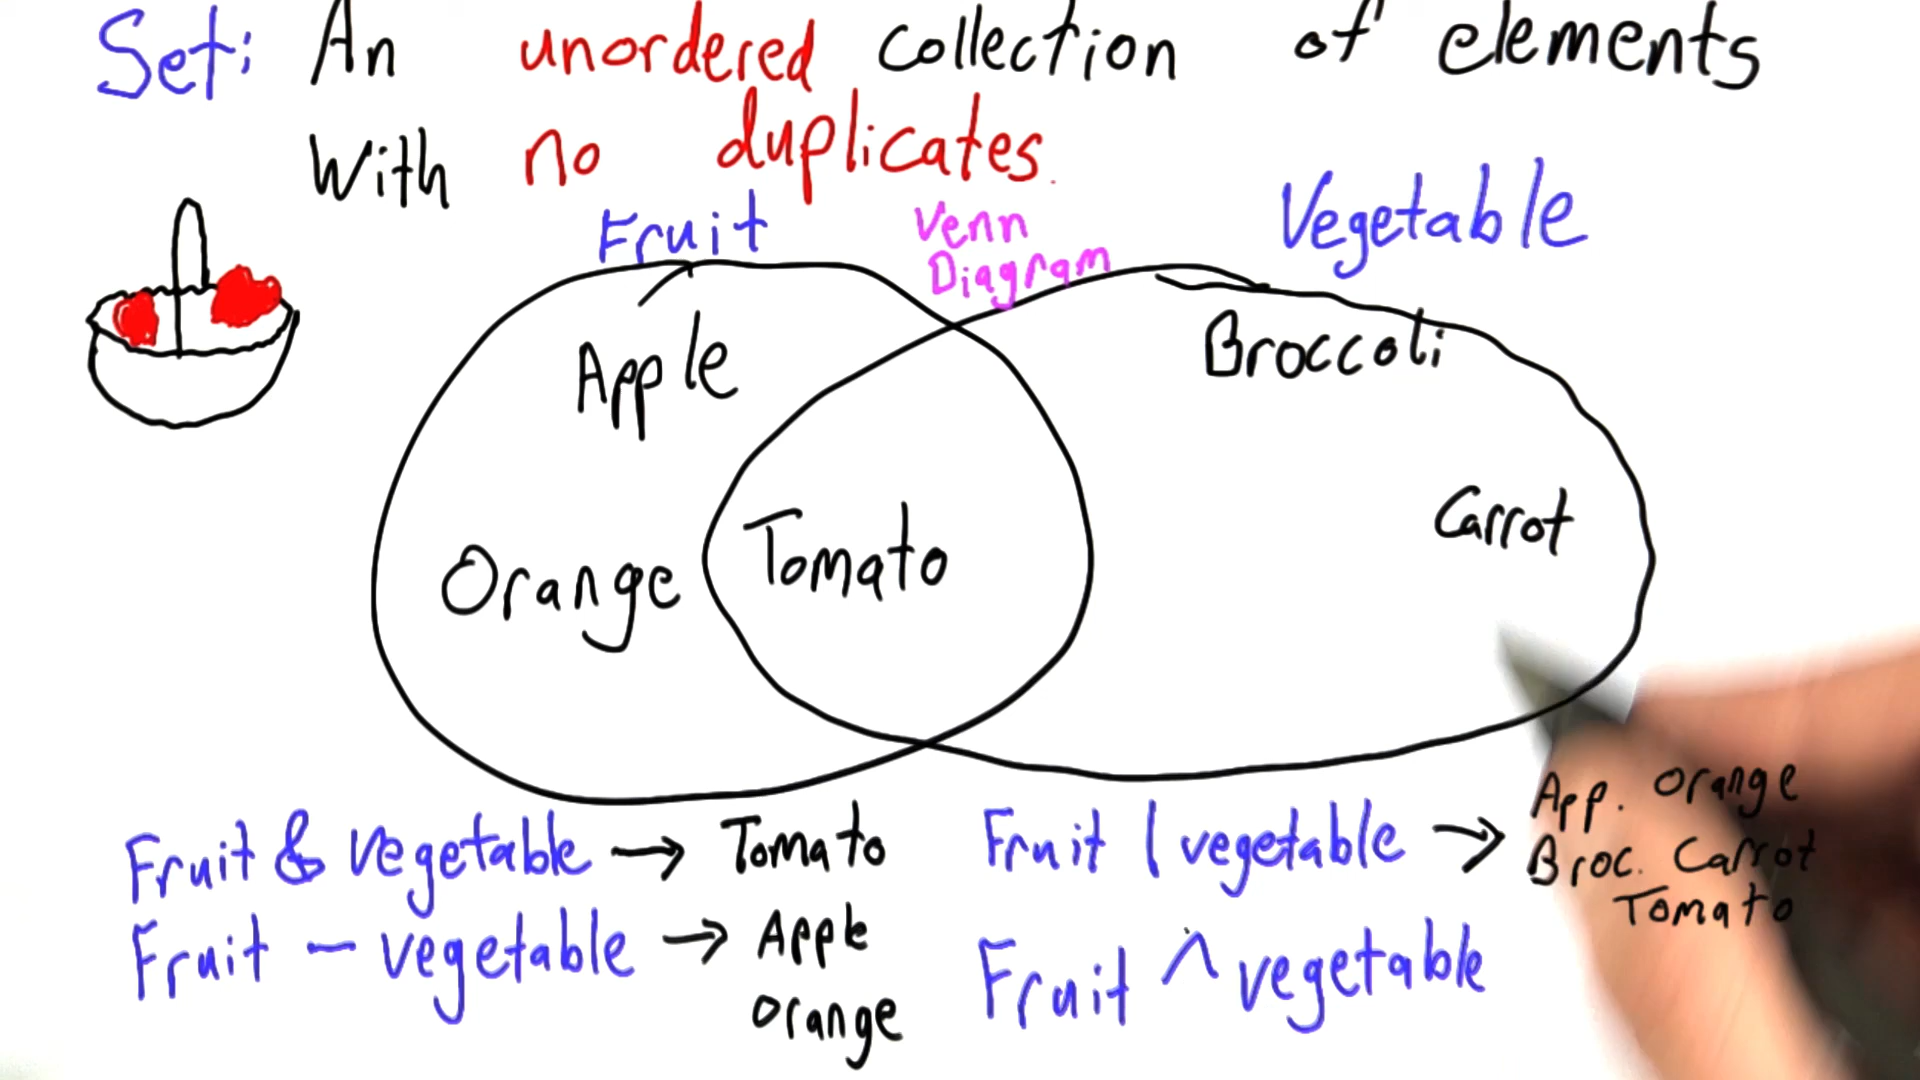 Set: An unordered collection of elements
With no duplicates.
Fruit
Venn
Diagram
Vegetable
Apple
Broccoli
Orange
Tomato
Carrot
Fruit & vegetable → Tomato
Fruit - vegetable → Apple
Orange
Fruit | vegetable → App. Orange
Broc. Carrot
Tomato
Fruit ^ vegetable